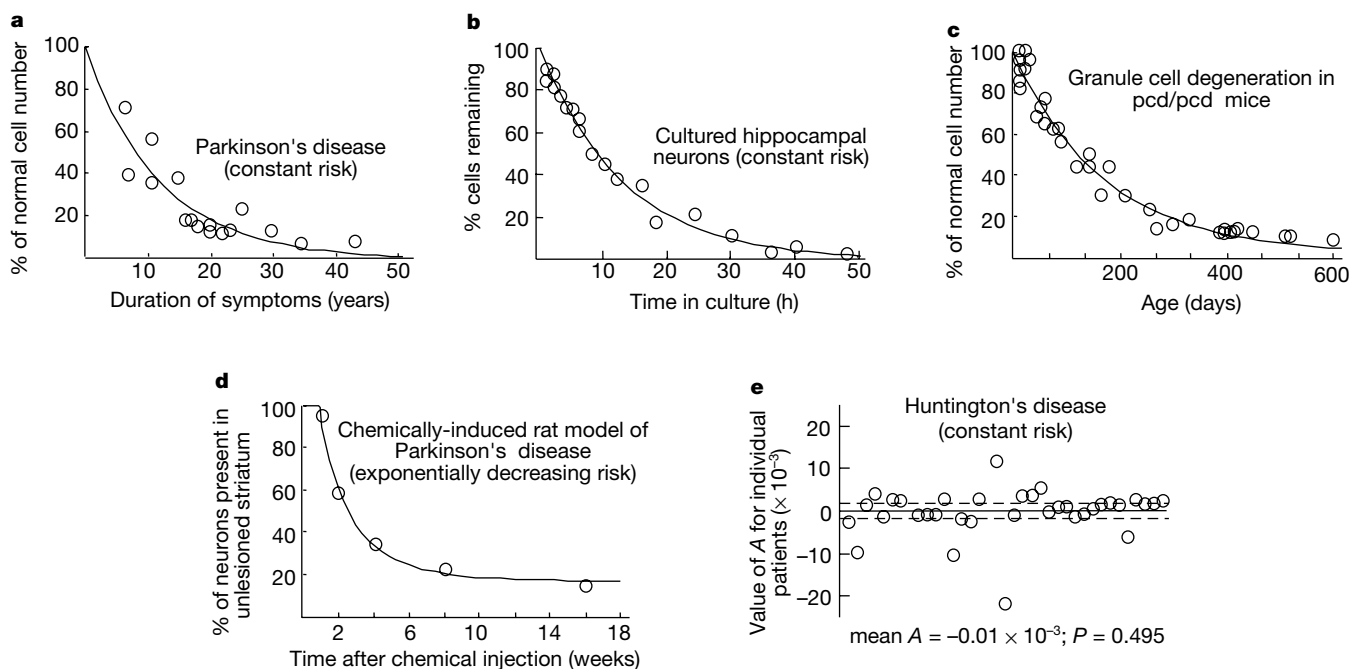 a
% of normal cell number
100
80
60
40
20
Parkinson's disease
(constant risk)
10
20
30
40
50
Duration of symptoms (years)
b
% cells remaining
100
80
60
40
20
Cultured hippocampal
neurons (constant risk)
10
20
30
40
50
Time in culture (h)
c
% of normal cell number
100
80
60
40
20
Granule cell degeneration in
pcd/pcd mice
200
400
600
Age (days)
d
% of neurons present in
unlesioned striatum
100
80
60
40
20
Chemically-induced rat model of
Parkinson's disease
(exponentially decreasing risk)
2
6
10
14
18
Time after chemical injection (weeks)
e
Value of A for individual
patients (× 10⁻³)
20
10
0
−10
−20
Huntington's disease
(constant risk)
mean A = −0.01 × 10⁻³; P = 0.495